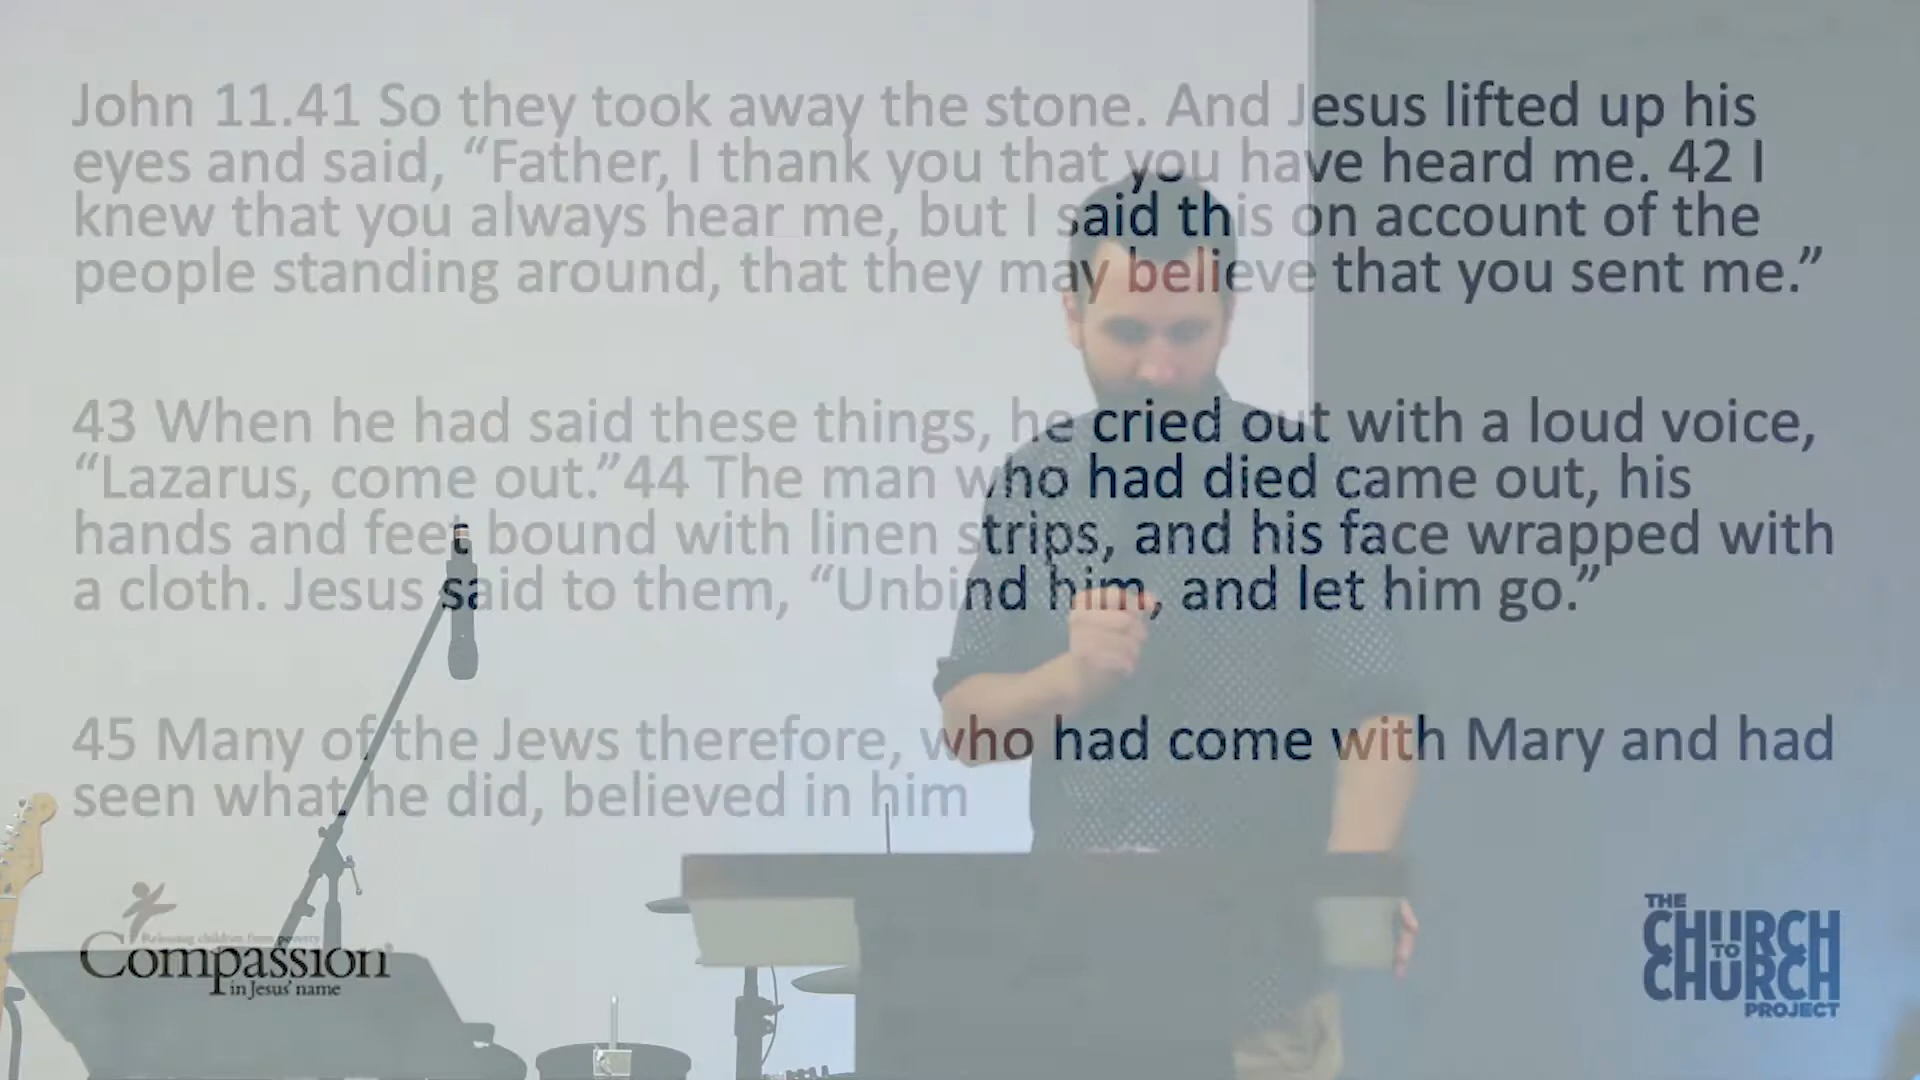 John 11.41 So they took away the stone. And Jesus lifted up his
eyes and said, “Father, I thank you that you have heard me. 42 I
knew that you always hear me, but I said this on account of the
people standing around, that they may believe that you sent me.”
43 When he had said these things, he cried out with a loud voice,
“Lazarus, come out.”44 The man who had died came out, his
hands and feet bound with linen strips, and his face wrapped with
a cloth. Jesus said to them, “Unbind him, and let him go.”
45 Many of the Jews therefore, who had come with Mary and had
seen what he did, believed in him
Releasing children from poverty
Compassion®
in Jesus’ name
THE
CHURCH
TO
CHURCH
PROJECT